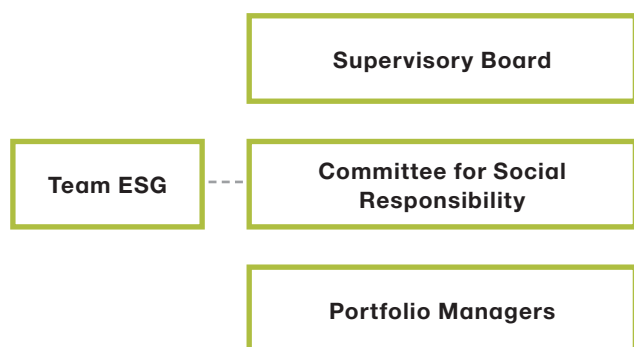 Supervisory Board
Team ESG
Committee for Social
Responsibility
Portfolio Managers